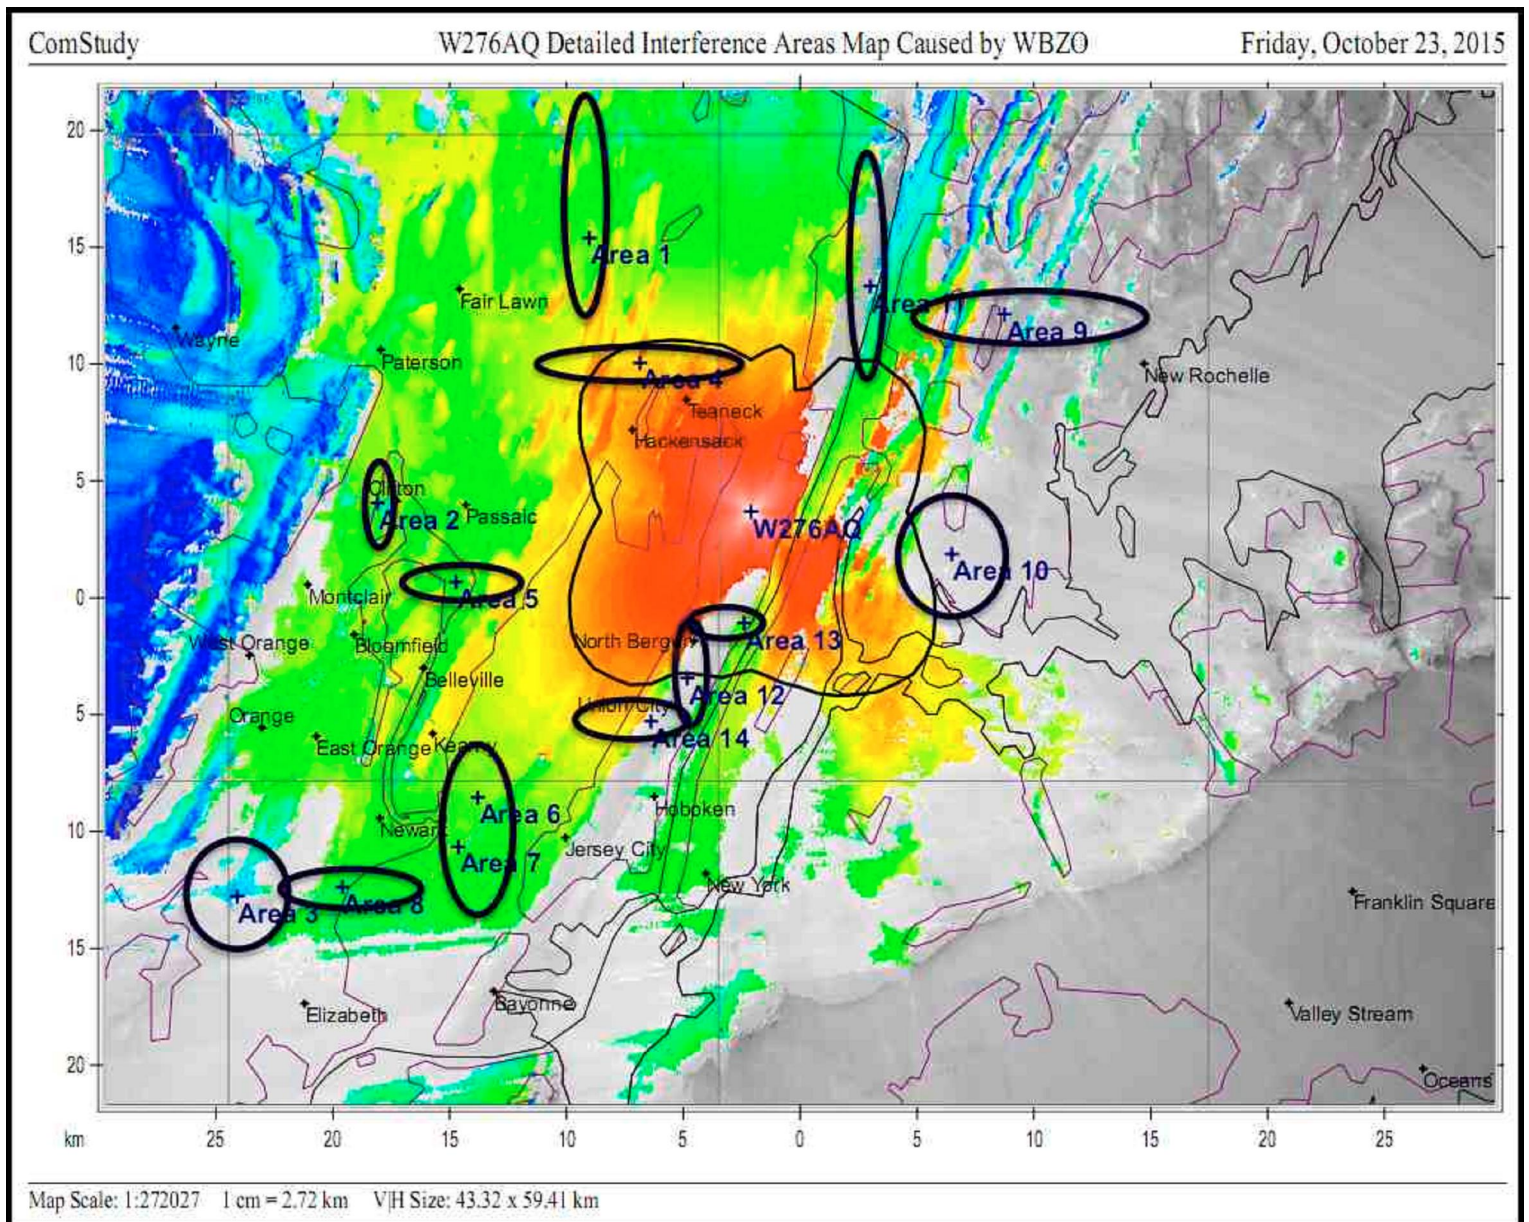 ComStudy W276AQ Detailed Interference Areas Map Caused by WBZO Friday, October 23, 2015
20
15
10
5
0
5
10
15
20
Area 1
Fair Lawn
Area 9
Wayne
Paterson
New Rochelle
Area 4
Teaneck
Hackensack
Clifton
Area 2
Passaic
W276AQ
Area 10
Area 5
Montclair
West Orange
Bloomfield
North Bergen
Area 13
Belleville
Area 12
Orange
Union City
Area 14
East Orange
Kearny
Area 6
Hoboken
Newark
Jersey City
Area 7
New York
Area 3
Area 8
Franklin Square
Elizabeth
Bayonne
Valley Stream
Oceans
km 25 20 15 10 5 0 5 10 15 20 25
Map Scale: 1:272027 1 cm = 2.72 km V|H Size: 43.32 x 59.41 km